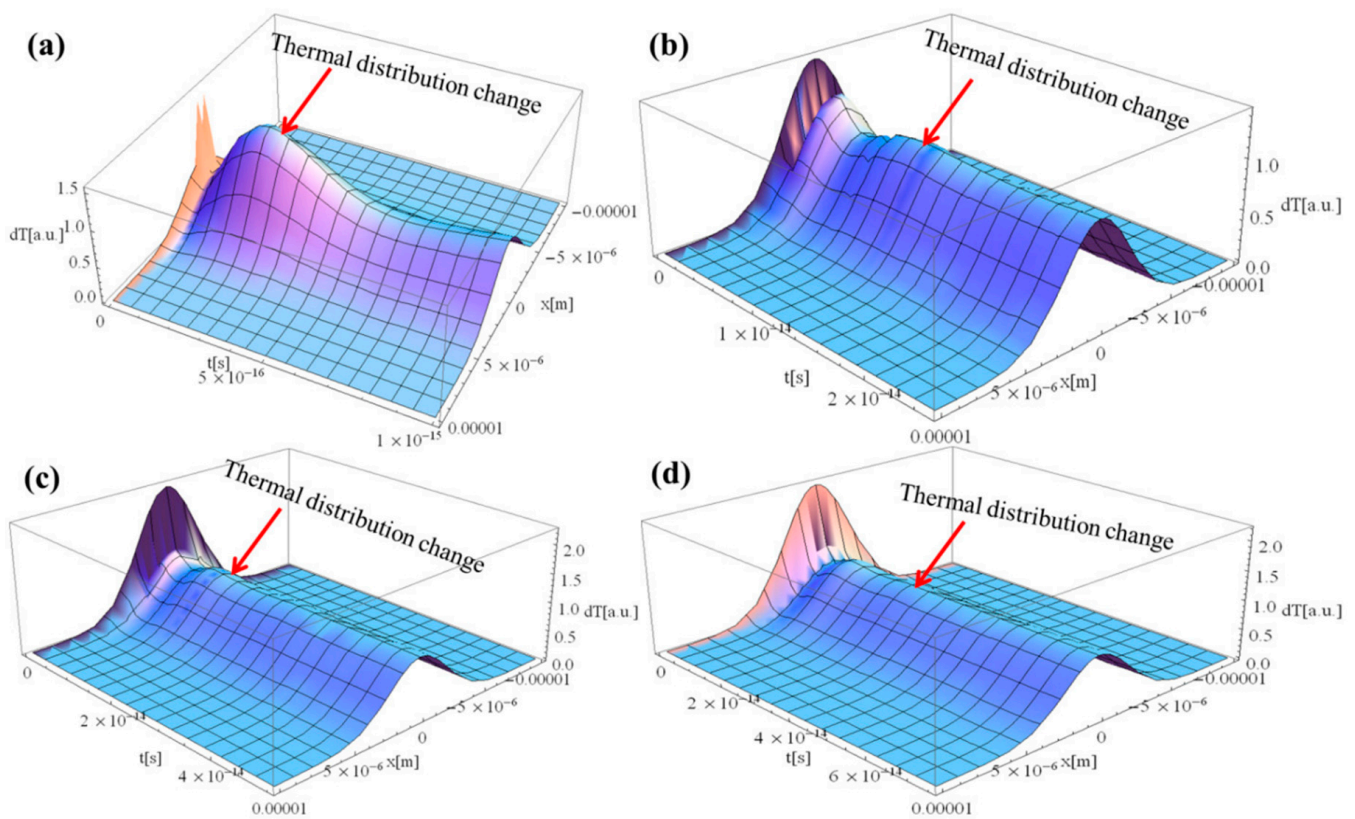 (a)
Thermal distribution change
1.5
dT[a.u.]
1.0
0.5
0.0
0
t[s]
5 × 10⁻¹⁶
1 × 10⁻¹⁵
0.00001
5 × 10⁻⁶
0
x[m]
−5 × 10⁻⁶
−0.00001
(b)
Thermal distribution change
1.0
dT[a.u.]
0.5
0.0
0
1 × 10⁻¹⁴
t[s]
2 × 10⁻¹⁴
0.00001
5 × 10⁻⁶
x[m]
0
−5 × 10⁻⁶
−0.00001
(c)
Thermal distribution change
2.0
1.5
dT[a.u.]
1.0
0.5
0.0
0
2 × 10⁻¹⁴
t[s]
4 × 10⁻¹⁴
0.00001
5 × 10⁻⁶
x[m]
0
−5 × 10⁻⁶
−0.00001
(d)
Thermal distribution change
2.0
1.5
dT[a.u.]
1.0
0.5
0.0
0
2 × 10⁻¹⁴
4 × 10⁻¹⁴
t[s]
6 × 10⁻¹⁴
0.00001
5 × 10⁻⁶
x[m]
0
−5 × 10⁻⁶
−0.00001